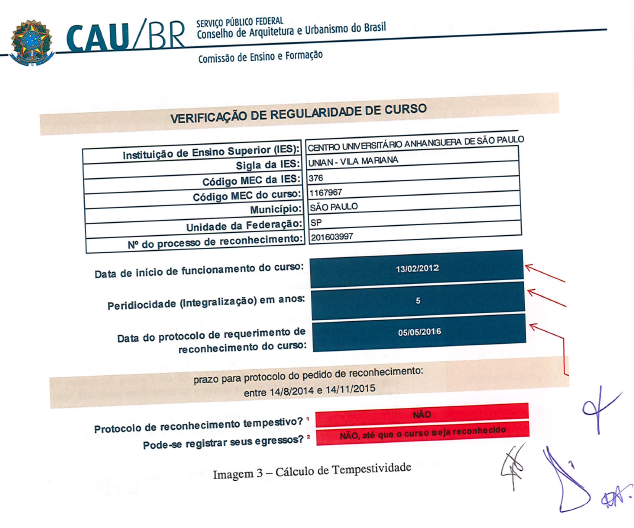 CAU/BR
SERVIÇO PÚBLICO FEDERAL
Conselho de Arquitetura e Urbanismo do Brasil
Comissão de Ensino e Formação
VERIFICAÇÃO DE REGULARIDADE DE CURSO
Instituição de Ensino Superior (IES): CENTRO UNIVERSITÁRIO ANHANGUERA DE SÃO PAULO
Sigla da IES: UNIAN - VILA MARIANA
Código MEC da IES: 376
Código MEC do curso: 1167967
Município: SÃO PAULO
Unidade da Federação: SP
Nº do processo de reconhecimento: 201603997
Data de início de funcionamento do curso: 13/02/2012
Peridiocidade (Integralização) em anos: 5
Data do protocolo de requerimento de
reconhecimento do curso: 05/05/2016
prazo para protocolo do pedido de reconhecimento:
entre 14/8/2014 e 14/11/2015
Protocolo de reconhecimento tempestivo? ¹ NÃO
Pode-se registrar seus egressos? ² NÃO, até que o curso seja reconhecido
Imagem 3 – Cálculo de Tempestividade